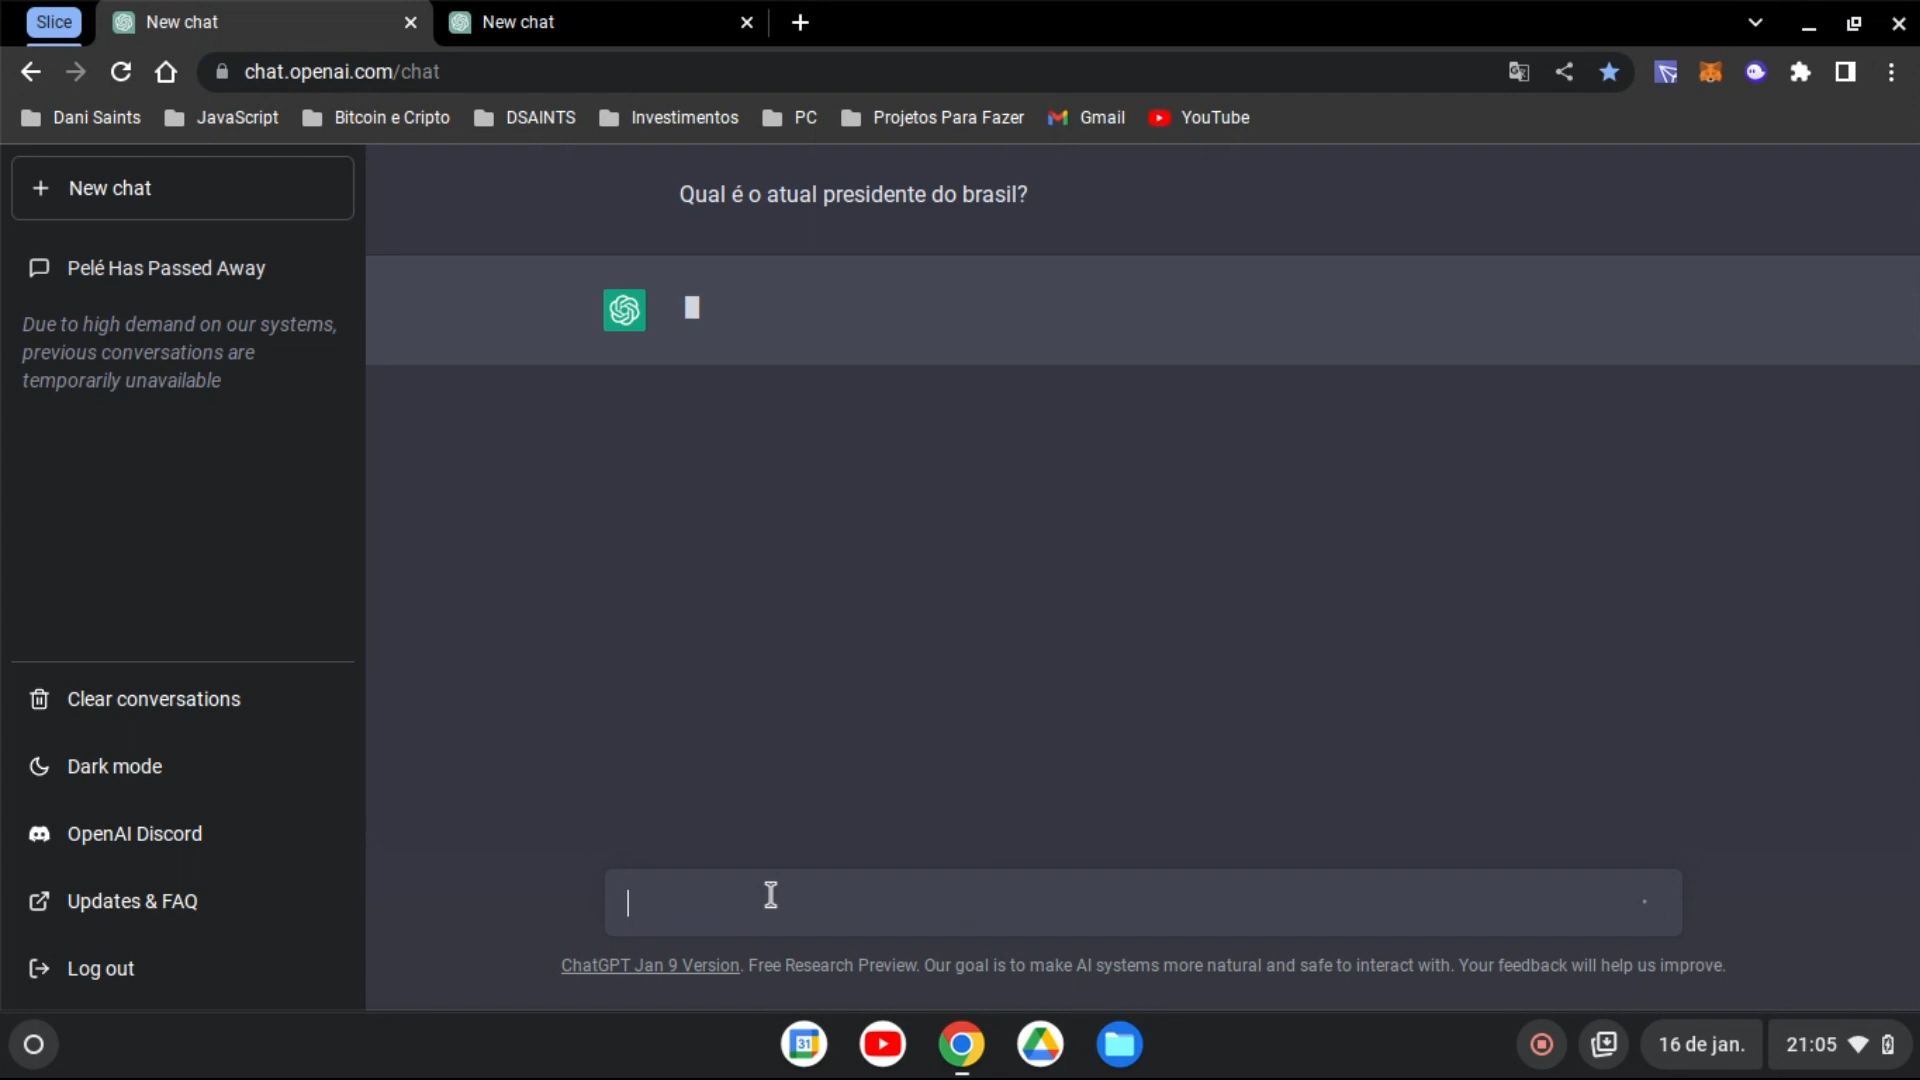 Slice
New chat
New chat
chat.openai.com/chat
Dani Saints
JavaScript
Bitcoin e Cripto
DSAINTS
Investimentos
PC
Projetos Para Fazer
Gmail
YouTube
New chat
Qual é o atual presidente do brasil?
Pelé Has Passed Away
Due to high demand on our systems,
previous conversations are
temporarily unavailable
Clear conversations
Dark mode
OpenAI Discord
Updates & FAQ
Log out
ChatGPT Jan 9 Version. Free Research Preview. Our goal is to make AI systems more natural and safe to interact with. Your feedback will help us improve.
31
16 de jan.
21:05